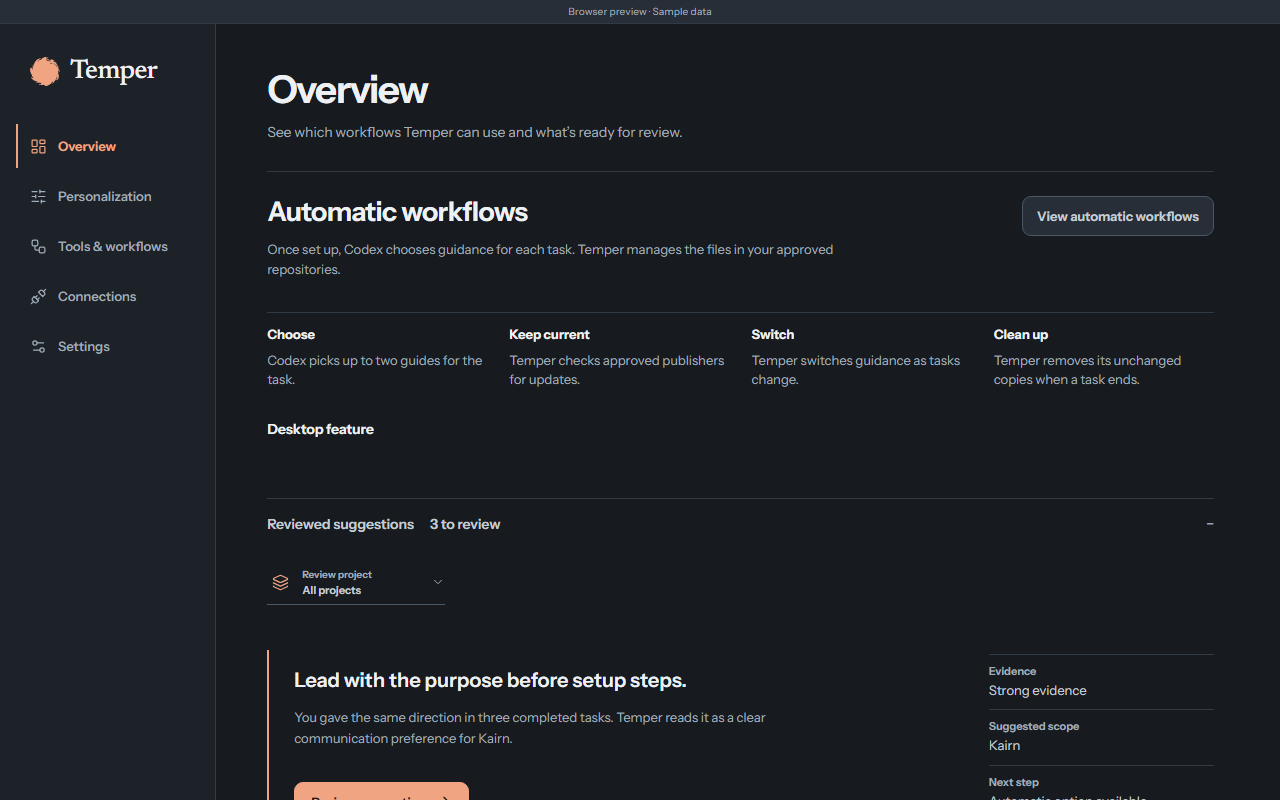 Browser preview · Sample data
Temper
Overview
Personalization
Tools & workflows
Connections
Settings
Overview
See which workflows Temper can use and what's ready for review.
Automatic workflows
View automatic workflows
Once set up, Codex chooses guidance for each task. Temper manages the files in your approved
repositories.
Choose
Codex picks up to two guides for the
task.
Keep current
Temper checks approved publishers
for updates.
Switch
Temper switches guidance as tasks
change.
Clean up
Temper removes its unchanged
copies when a task ends.
Desktop feature
Reviewed suggestions 3 to review
Review project
All projects
Lead with the purpose before setup steps.
You gave the same direction in three completed tasks. Temper reads it as a clear
communication preference for Kairn.
Evidence
Strong evidence
Suggested scope
Kairn
Next step